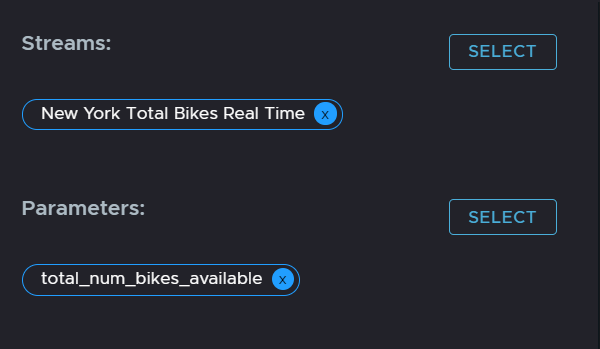 Streams:
SELECT
New York Total Bikes Real Time x
Parameters:
SELECT
total_num_bikes_available x